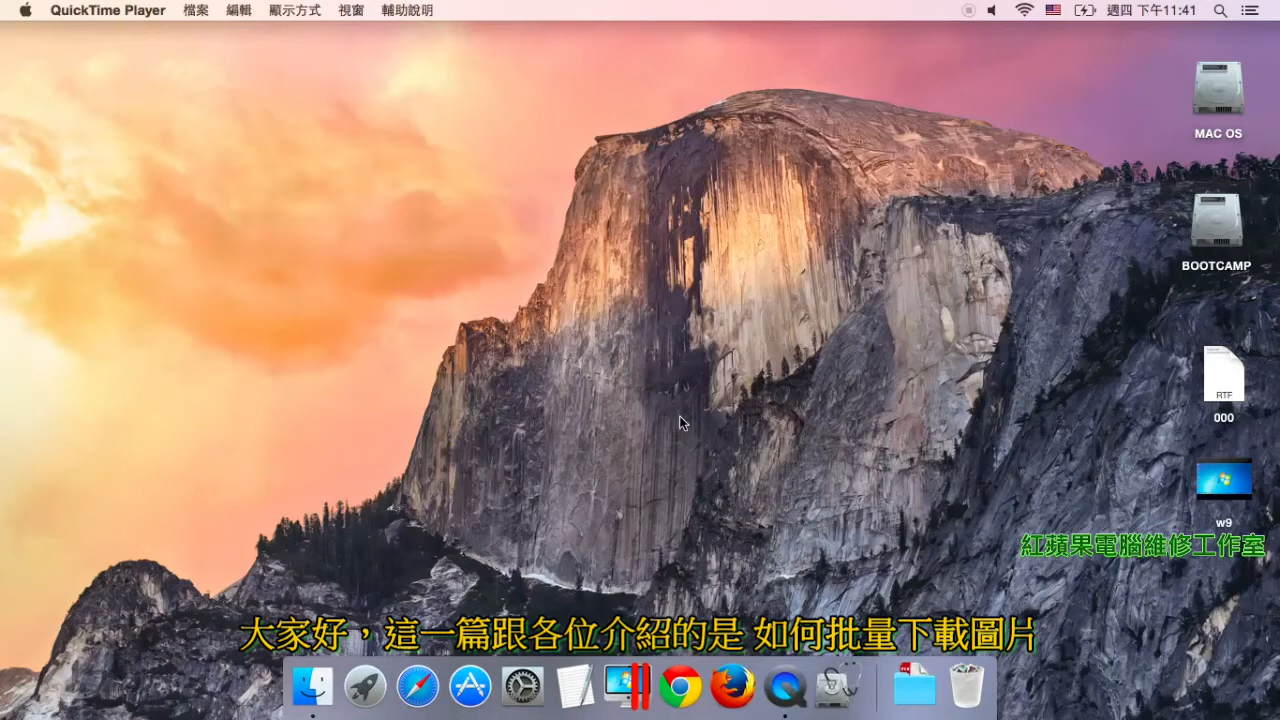 QuickTime Player 檔案 編輯 顯示方式 視窗 輔助說明 週四 下午11:41
MAC OS
BOOTCAMP
RTF
000
w9
紅蘋果電腦維修工作室
大家好，這一篇跟各位介紹的是 如何批量下載圖片